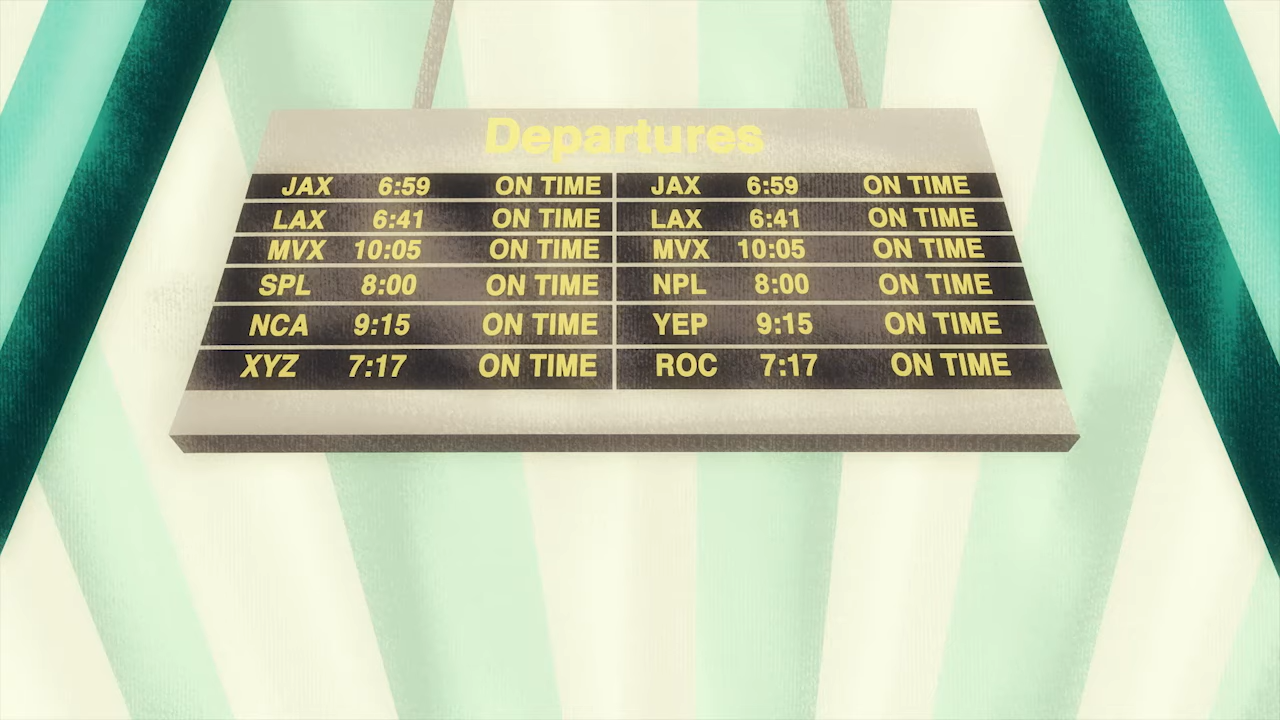 Departures
JAX 6:59 ON TIME JAX 6:59 ON TIME
LAX 6:41 ON TIME LAX 6:41 ON TIME
MVX 10:05 ON TIME MVX 10:05 ON TIME
SPL 8:00 ON TIME NPL 8:00 ON TIME
NCA 9:15 ON TIME YEP 9:15 ON TIME
XYZ 7:17 ON TIME ROC 7:17 ON TIME